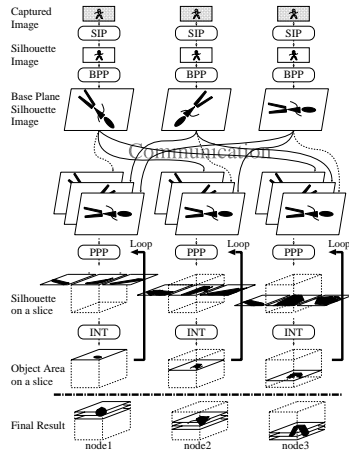 Captured
Image
SIP SIP SIP
Silhouette
Image
BPP BPP BPP
Base Plane
Silhouette
Image
Communication
Loop Loop Loop
PPP PPP PPP
Silhouette
on a slice
INT INT INT
Object Area
on a slice
Final Result
node1 node2 node3